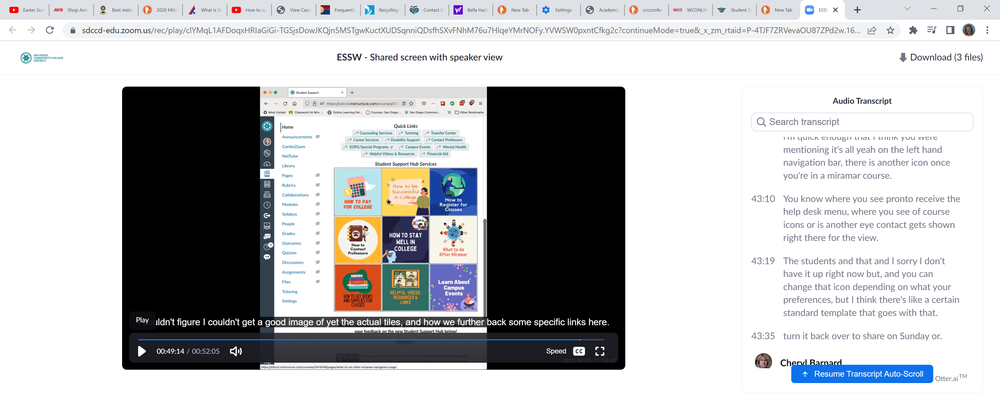 Easter Sun
AVIS Shop Avis
Best midsi
2020 Mits
What Is So
How to cu
View Case
Frequently
Recycling
Contact U
Bella Hadi
New Tab
Settings -
Academic
cccconfer
WCO WCONLIN
Student Se
New Tab
ESSW
sdccd-edu.zoom.us/rec/play/clYMqL1AFDoqxHRIaGiGi-TGSjsDowJKQjn5MSTgwKuctXUDSqnniQDsfhSXvFNhM76u7HlqeYMrNOFy.YVWSW0pxntCfkg2c?continueMode=true&_x_zm_rtaid=P-4TJF7ZRVevaOU87ZPd2w.16...
SAN DIEGO
COMMUNITY COLLEGE
DISTRICT
ESSW - Shared screen with speaker view
Download (3 files)
Student Support
https://sdccd.instructure.com/courses/241
Most Visited
Classwork for Mrs. ...
Online Learning Pat...
Courses: San Diego ...
San Diego Communi...
Other Bookmarks
Home
Announcements
ConferZoom
NetTutor
Library
Pages
Rubrics
Collaborations
Modules
Syllabus
People
Grades
Outcomes
Quizzes
Discussions
Assignments
Files
Tutoring
Settings
4
Quick Links
Counseling Services
Tutoring
Transfer Center
Career Services
Disability Support
Contact Professors
EOPS/Special Programs
Campus Events
Mental Health
Helpful Videos & Resources
Financial Aid
Student Support Hub Services
HOW TO PAY
FOR COLLEGE
How to be
Successful
in College
How to
Register for
Classes
How to
Contact
Professors
HOW TO STAY
WELL IN
COLLEGE
What to do
After Miramar
HOW TO GET BOOKS
AND SUPPLIES FOR
CLASSES
HELPFUL VIDEOS,
RESOURCES &
LINKS
Learn About
Campus
Events
Play
uldn't figure I couldn't get a good image of yet the actual tiles, and how we further back some specific links here.
your feedback on the new Student Support Hub below!
Survey
00:49:14 / 00:52:05
Speed
CC
This course content is offered under a CC Attribution Non-Commercial
2022-04-21 11:50:42
https://sdccd.instructure.com/courses/2414546/pages/what-to-do-after-miramar-navigation-page
Audio Transcript
Search transcript
I'm quick enough that I think you were
mentioning it's all yeah on the left hand
navigation bar, there is another icon once
you're in a miramar course.
43:10 You know where you see pronto receive the
help desk menu, where you see of course
icons or is another eye contact gets shown
right there for the view.
43:19 The students and that and I sorry I don't
have it up right now but, and you can
change that icon depending on what your
preferences, but I think there's like a certain
standard template that goes with that.
43:35 turn it back over to share on Sunday or.
Cheryl Barnard
Resume Transcript Auto-Scroll
Otter.ai™